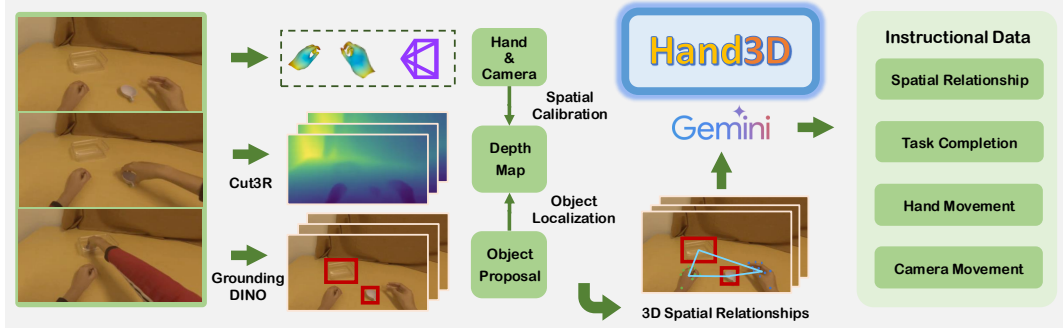 Hand
&
Camera
Spatial
Calibration
Cut3R
Depth
Map
Object
Localization
Grounding
DINO
Object
Proposal
3D Spatial Relationships
Hand3D
Gemini
Instructional Data
Spatial Relationship
Task Completion
Hand Movement
Camera Movement